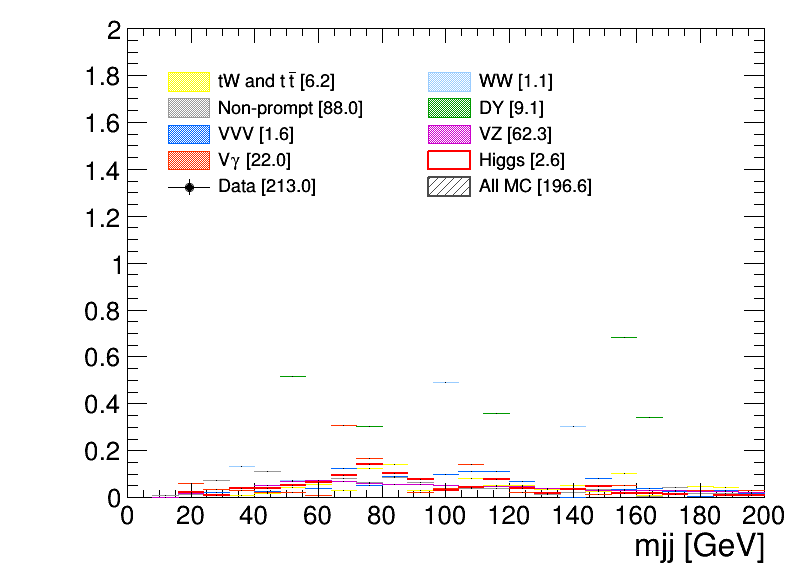 2
1.8
1.6
1.4
1.2
1
0.8
0.6
0.4
0.2
0
tW and t t̄ [6.2]
Non-prompt [88.0]
VVV [1.6]
Vγ [22.0]
Data [213.0]
WW [1.1]
DY [9.1]
VZ [62.3]
Higgs [2.6]
All MC [196.6]
0 20 40 60 80 100 120 140 160 180 200
mjj [GeV]